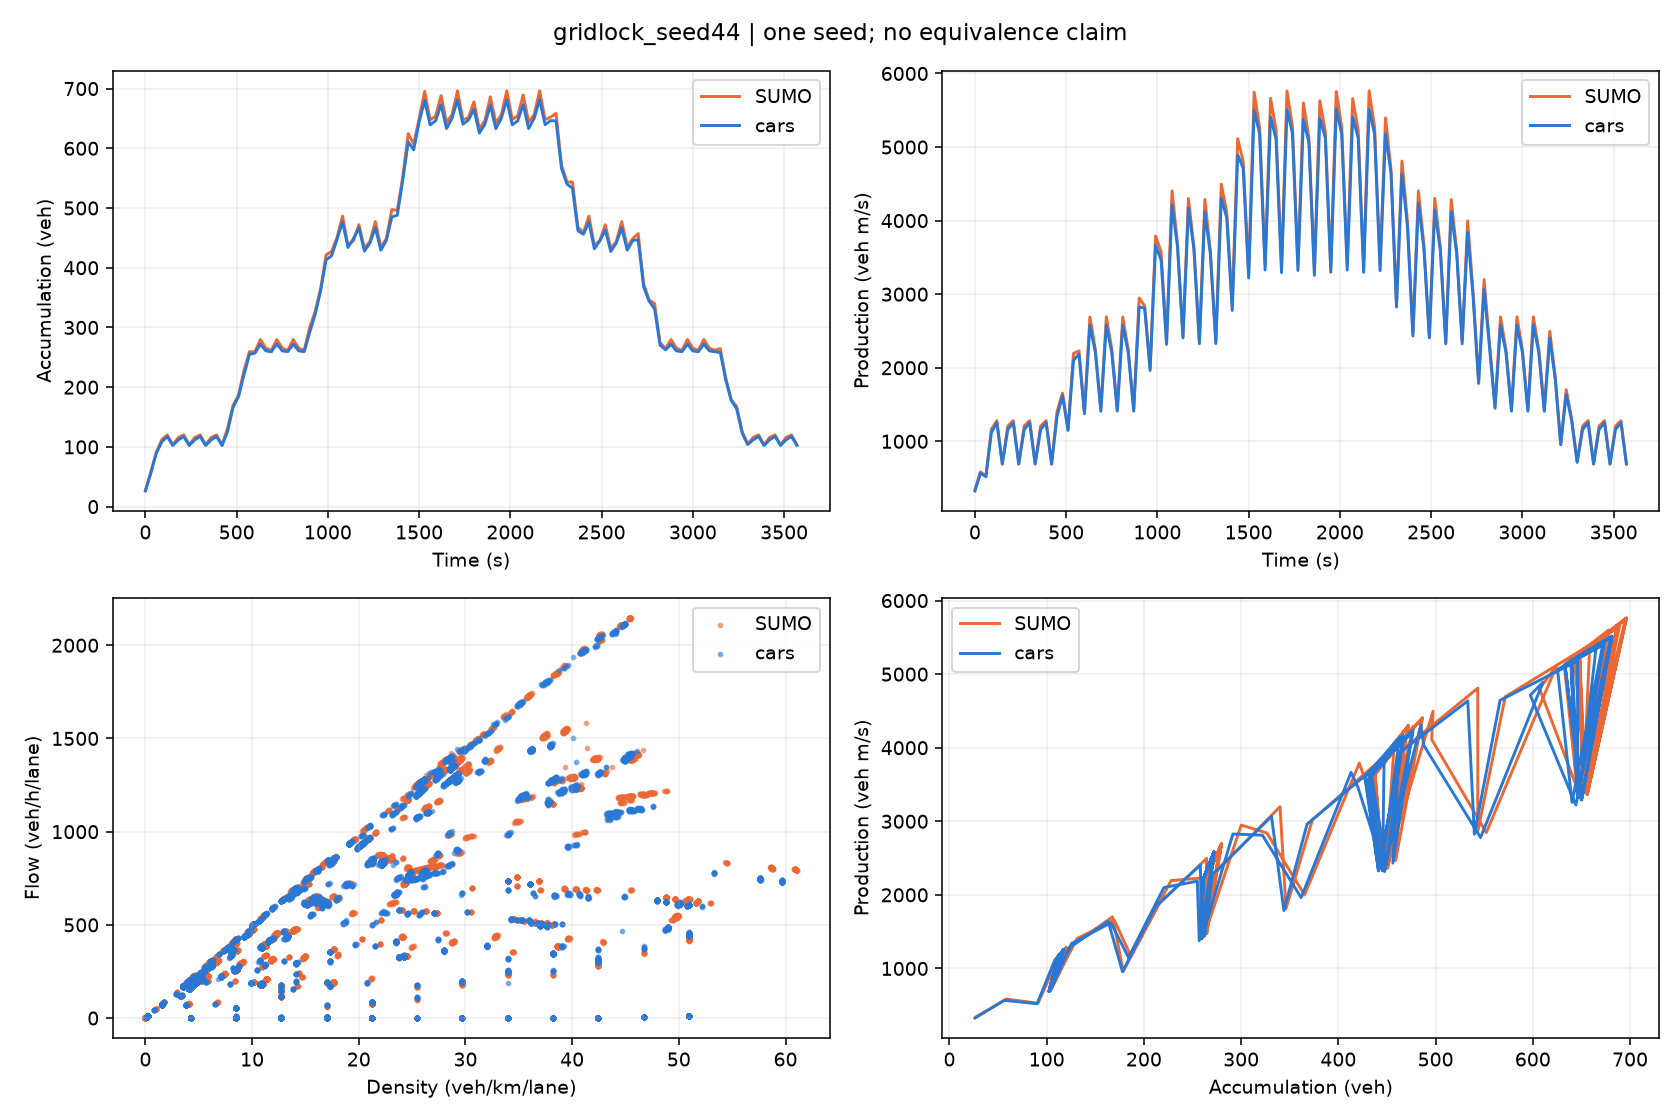 gridlock_seed44 | one seed; no equivalence claim
SUMO
cars
Accumulation (veh)
700
600
500
400
300
200
100
0
0 500 1000 1500 2000 2500 3000 3500
Time (s)
SUMO
cars
Production (veh m/s)
6000
5000
4000
3000
2000
1000
0 500 1000 1500 2000 2500 3000 3500
Time (s)
SUMO
cars
Flow (veh/h/lane)
2000
1500
1000
500
0
0 10 20 30 40 50 60
Density (veh/km/lane)
SUMO
cars
Production (veh m/s)
6000
5000
4000
3000
2000
1000
0 100 200 300 400 500 600 700
Accumulation (veh)